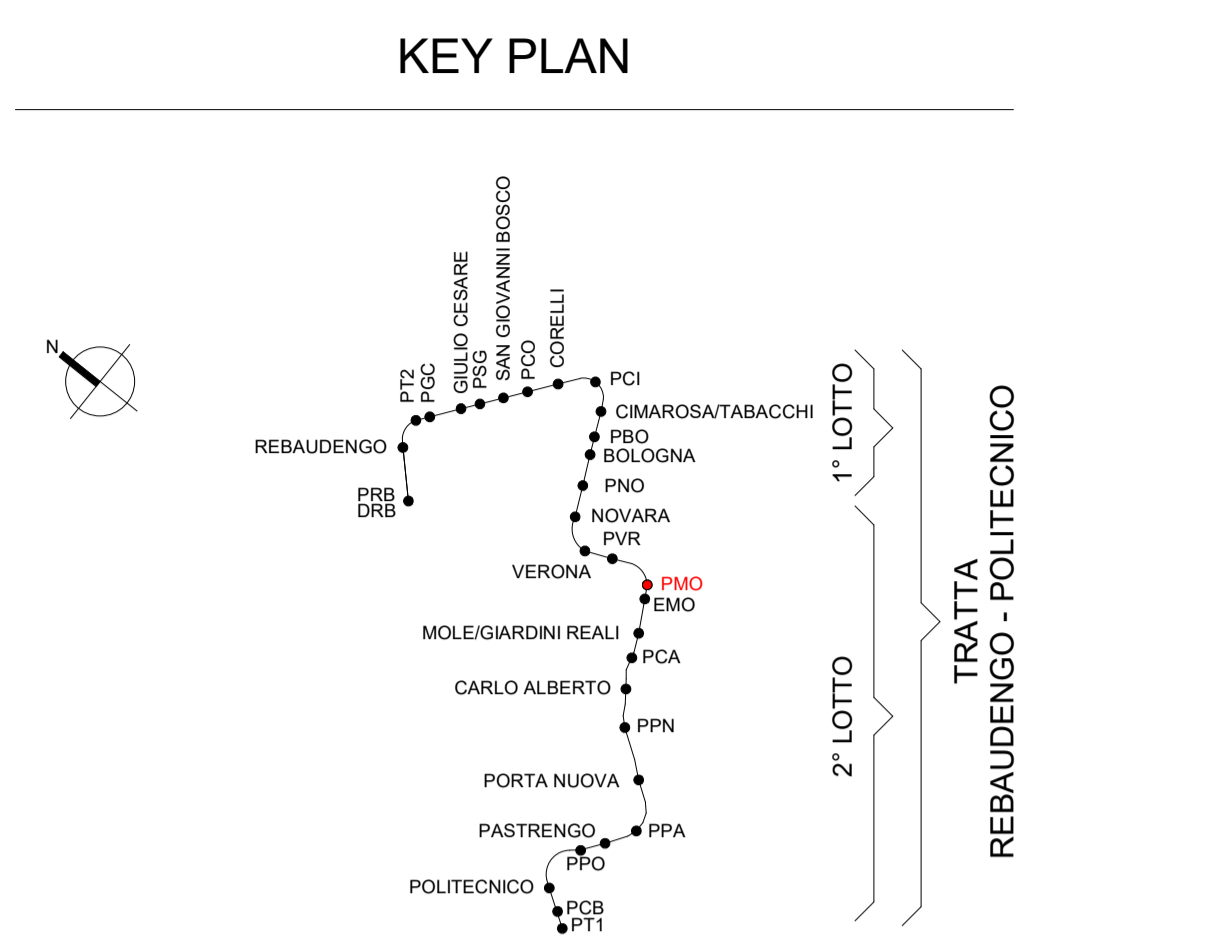 KEY PLAN
N
PT2
PGC
GIULIO CESARE
PSG
SAN GIOVANNI BOSCO
PCO
CORELLI
PCI
CIMAROSA/TABACCHI
REBAUDENGO
PBO
BOLOGNA
PRB
DRB
PNO
NOVARA
PVR
VERONA
PMO
EMO
MOLE/GIARDINI REALI
PCA
CARLO ALBERTO
PPN
PORTA NUOVA
PASTRENGO
PPA
PPO
POLITECNICO
PCB
PT1
1° LOTTO
2° LOTTO
TRATTA
REBAUDENGO - POLITECNICO